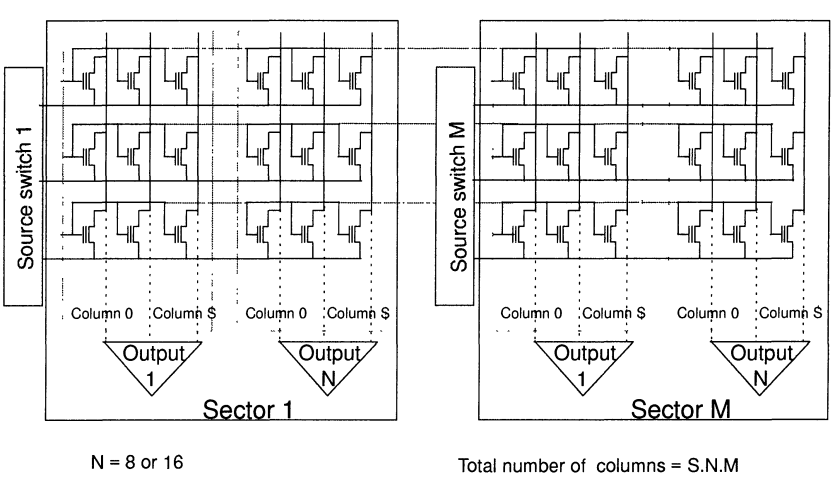 Source switch 1
Source switch M
Column 0
Column $
Column 0
Column $
Column 0
Column $
Column 0
Column $
Output
1
Output
N
Output
1
Output
N
Sector 1
Sector M
N = 8 or 16
Total number of columns = S.N.M